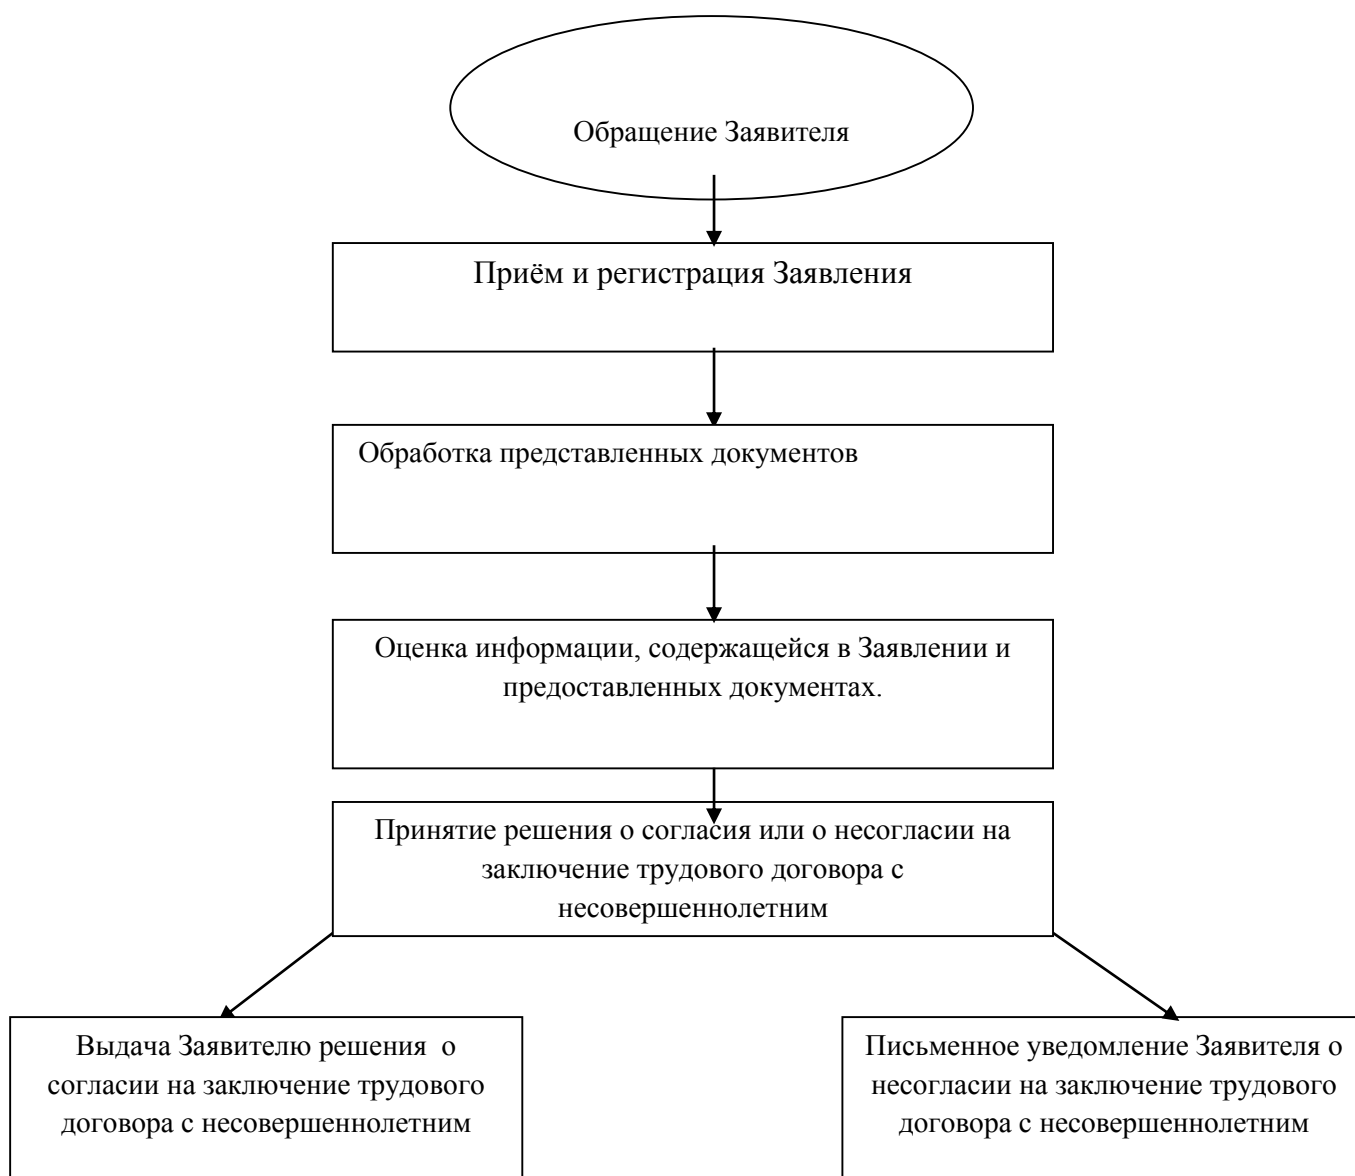 Обращение Заявителя
Приём и регистрация Заявления
Обработка представленных документов
Оценка информации, содержащейся в Заявлении и
предоставленных документах.
Принятие решения о согласия или о несогласии на
заключение трудового договора с
несовершеннолетним
Выдача Заявителю решения  о
согласии на заключение трудового
договора с несовершеннолетним
Письменное уведомление Заявителя о
несогласии на заключение трудового
договора с несовершеннолетним